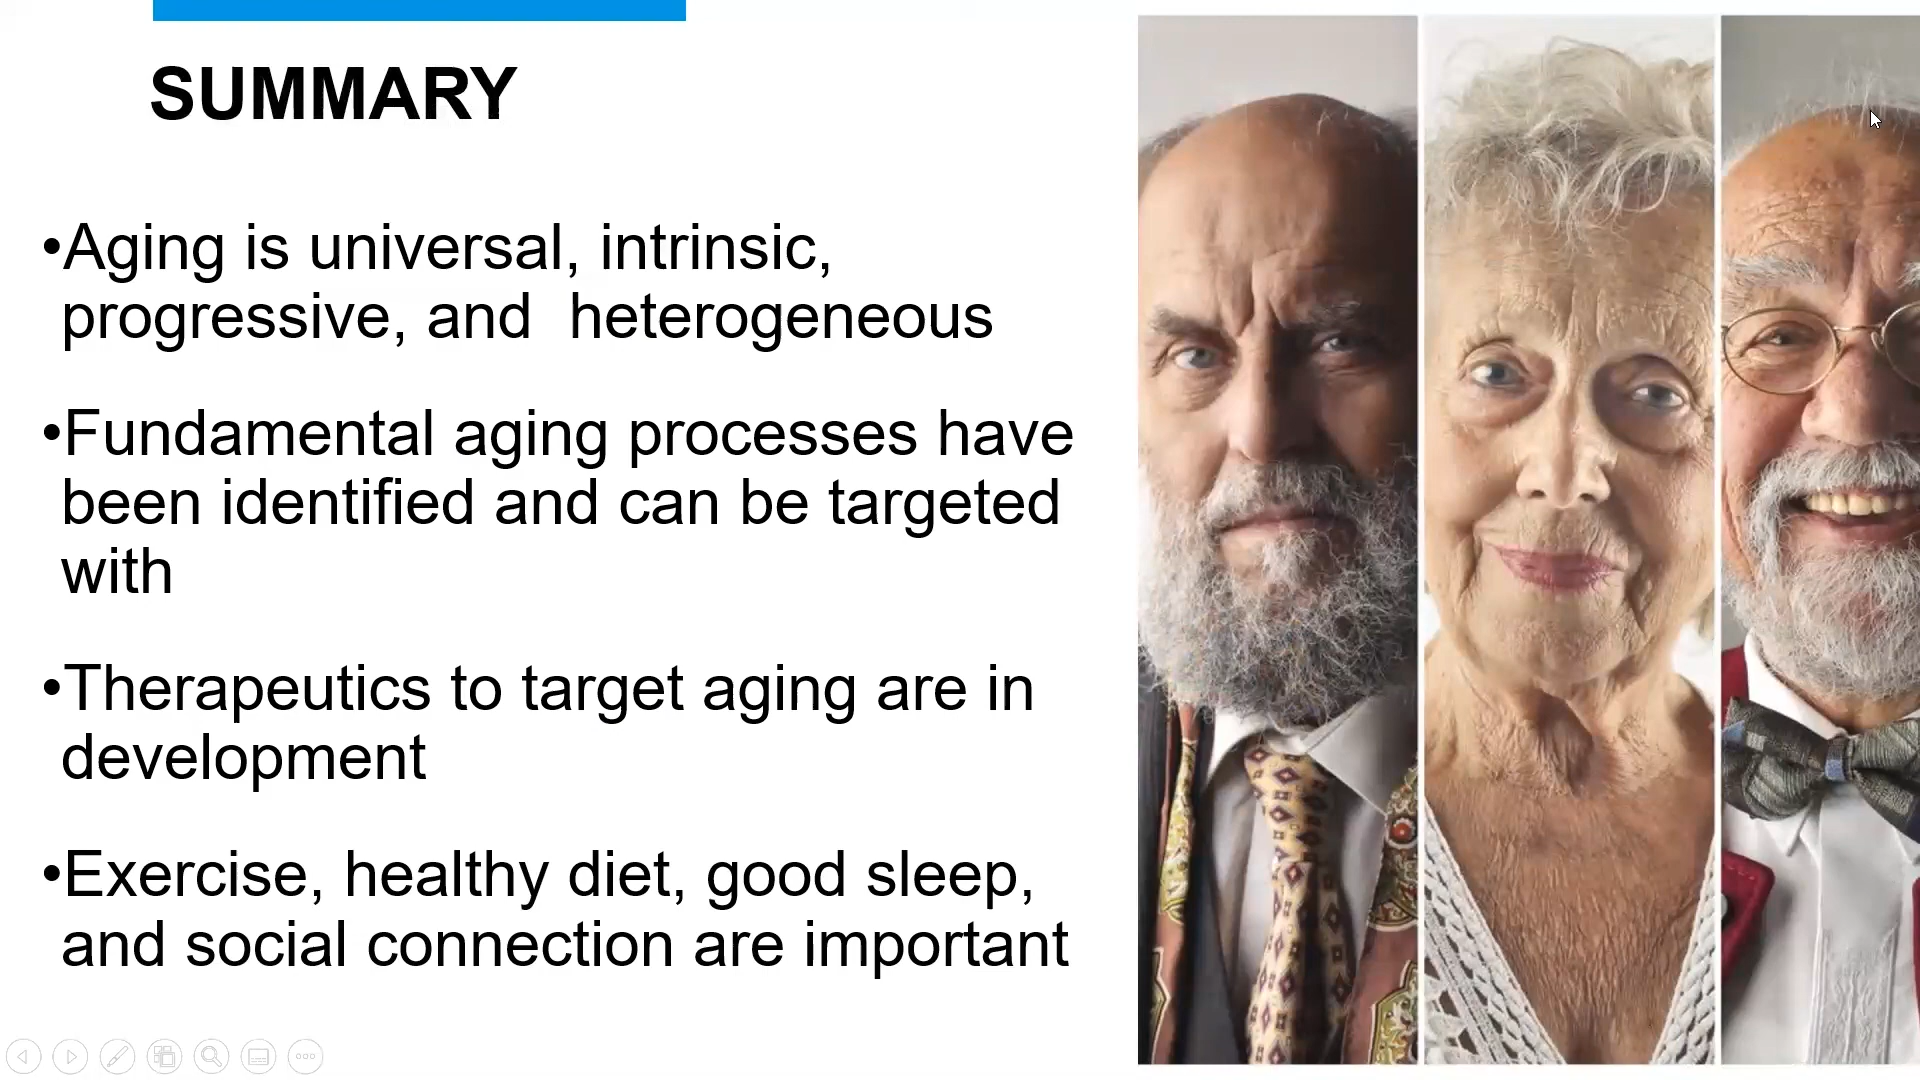 SUMMARY
•Aging is universal, intrinsic,
progressive, and  heterogeneous
•Fundamental aging processes have
been identified and can be targeted
with
•Therapeutics to target aging are in
development
•Exercise, healthy diet, good sleep,
and social connection are important